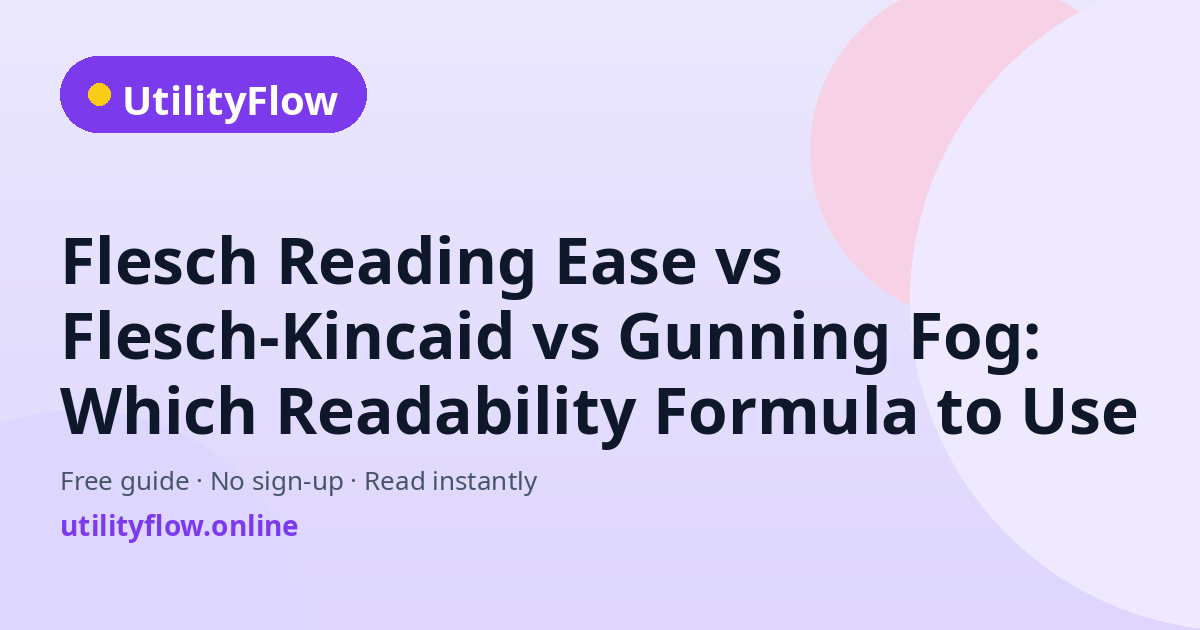 UtilityFlow
Flesch Reading Ease vs
Flesch-Kincaid vs Gunning Fog:
Which Readability Formula to Use
Free guide · No sign-up · Read instantly
utilityflow.online